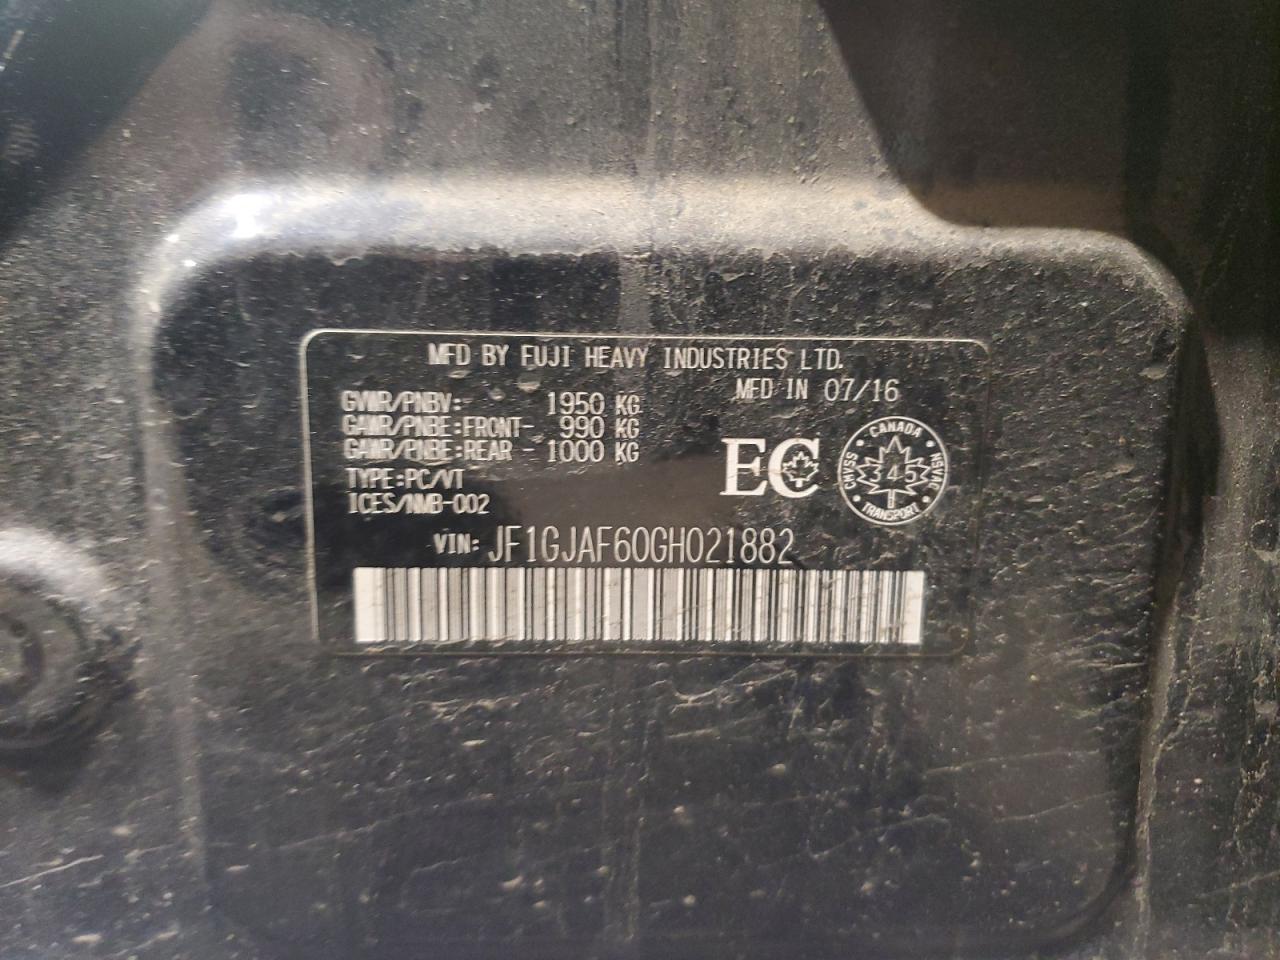 MFD BY FUJI HEAVY INDUSTRIES LTD.
MFD IN 07/16
GVWR/PNBV: 1950 KG
GAWR/PNBE:FRONT- 990 KG
GAWR/PNBE:REAR - 1000 KG
TYPE:PC/VT
ICES/NMB-002
EC
CANADA
CMVSS
345
NSVAC
TRANSPORT
VIN: JF1GJAF60GH021882